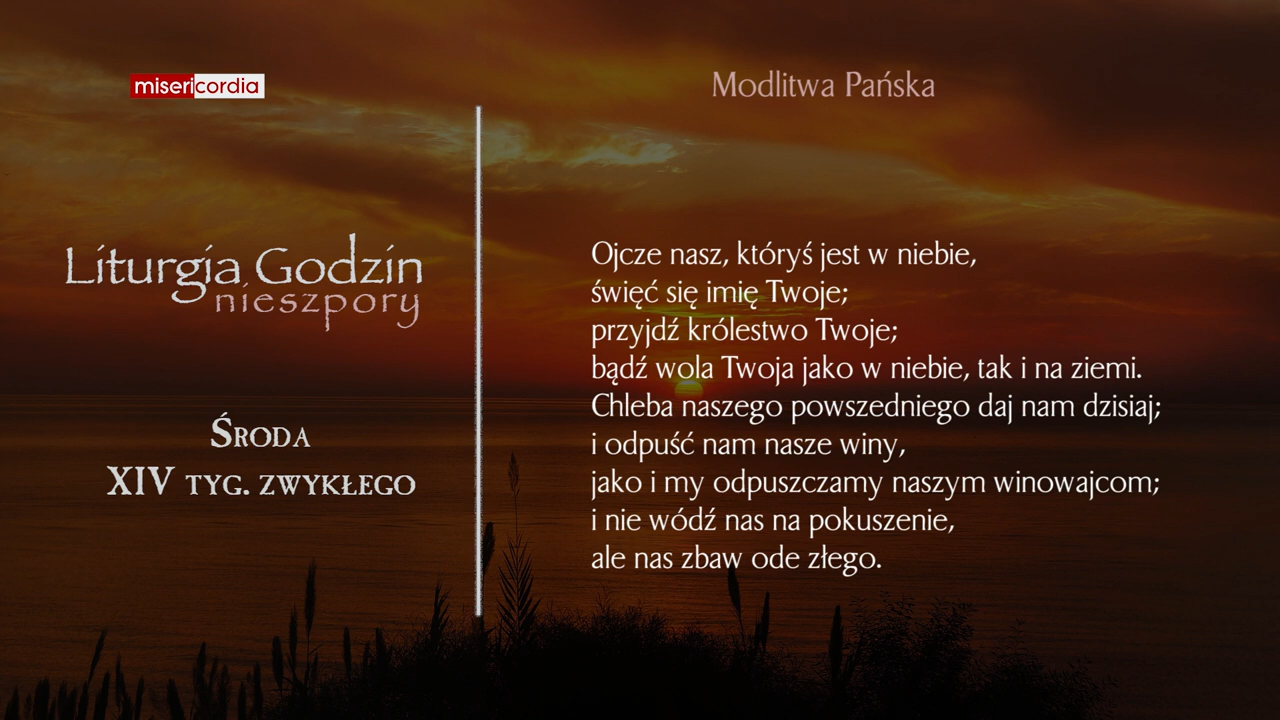 misericordia
Liturgia Godzin
nieszpory
Środa
XIV tyg. zwykłego
Modlitwa Pańska
Ojcze nasz, któryś jest w niebie,
święć się imię Twoje;
przyjdź królestwo Twoje;
bądź wola Twoja jako w niebie, tak i na ziemi.
Chleba naszego powszedniego daj nam dzisiaj;
i odpuść nam nasze winy,
jako i my odpuszczamy naszym winowajcom;
i nie wódź nas na pokuszenie,
ale nas zbaw ode złego.